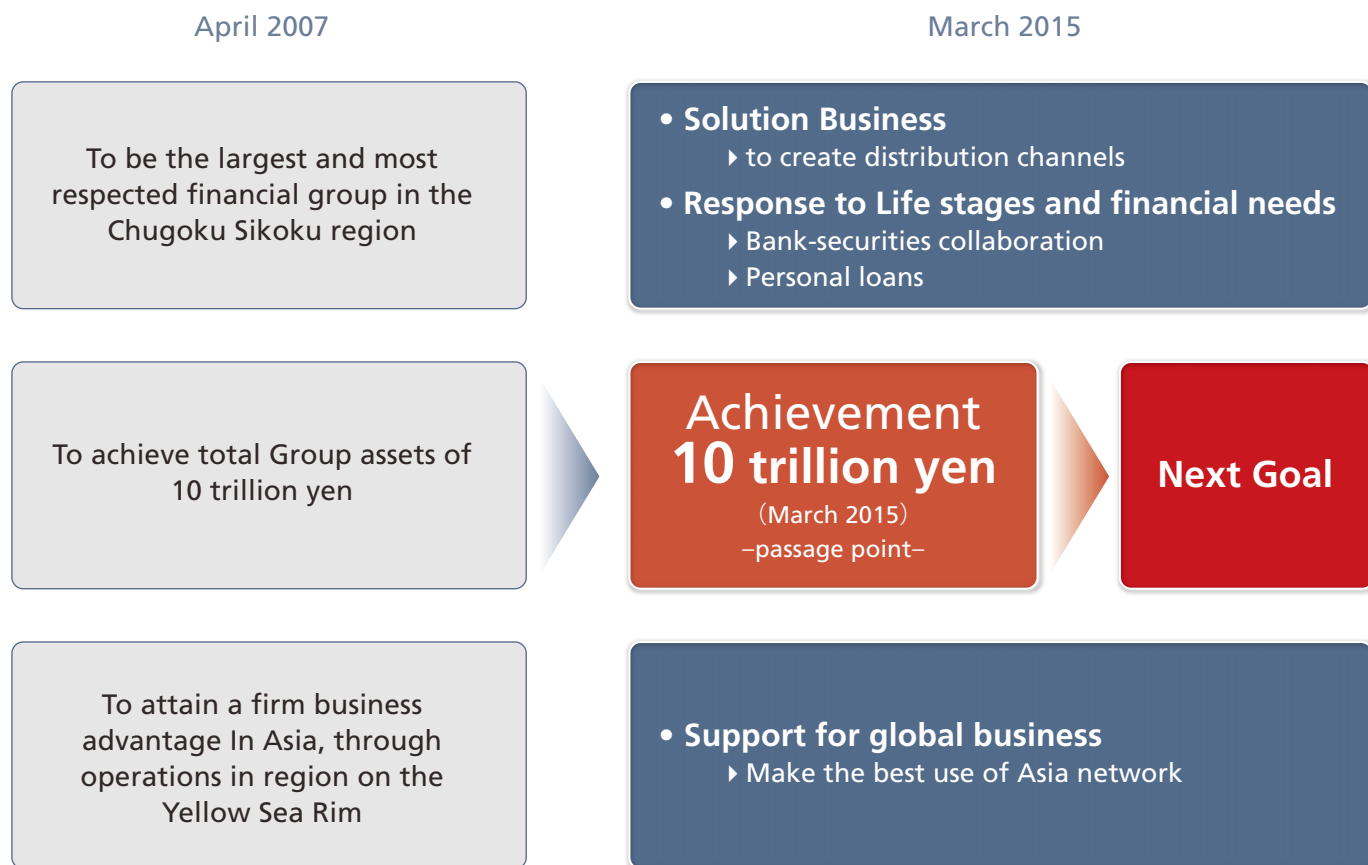 April 2007
March 2015
To be the largest and most
respected financial group in the
Chugoku Sikoku region
• Solution Business
▸ to create distribution channels
• Response to Life stages and financial needs
▸ Bank-securities collaboration
▸ Personal loans
To achieve total Group assets of
10 trillion yen
Achievement
10 trillion yen
（March 2015）
–passage point–
Next Goal
To attain a firm business
advantage In Asia, through
operations in region on the
Yellow Sea Rim
• Support for global business
▸ Make the best use of Asia network